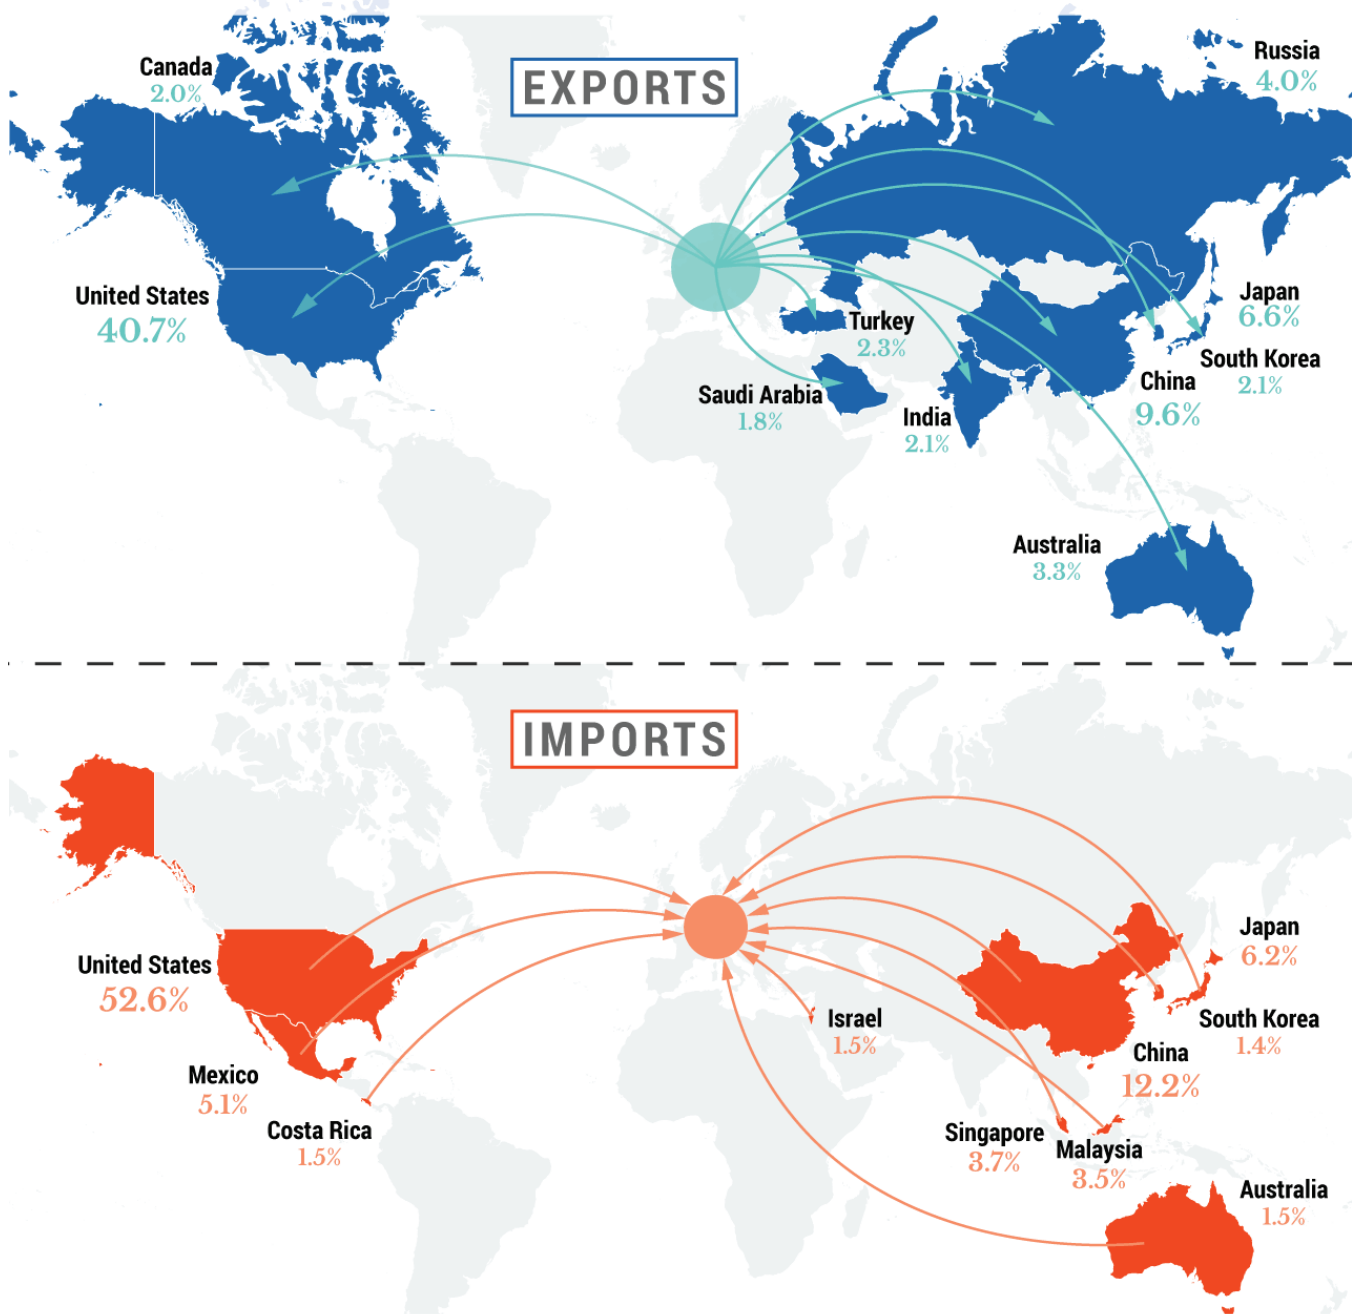 Canada
2.0%
EXPORTS
Russia
4.0%
United States
40.7%
Turkey
2.3%
Japan
6.6%
South Korea
2.1%
China
9.6%
Saudi Arabia
1.8%
India
2.1%
Australia
3.3%
IMPORTS
United States
52.6%
Mexico
5.1%
Costa Rica
1.5%
Israel
1.5%
Japan
6.2%
South Korea
1.4%
China
12.2%
Singapore
3.7%
Malaysia
3.5%
Australia
1.5%